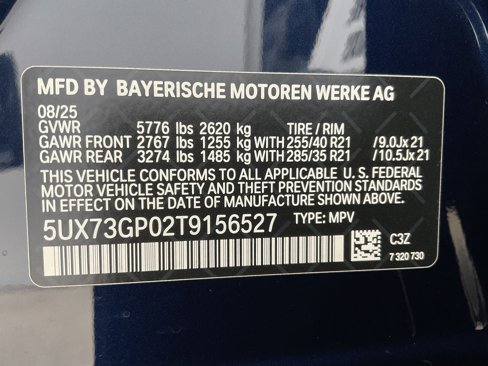 MFD BY BAYERISCHE MOTOREN WERKE AG
08/25
GVWR 5776 lbs 2620 kg TIRE / RIM
GAWR FRONT 2767 lbs 1255 kg WITH 255/40 R21 / 9.0Jx21
GAWR REAR 3274 lbs 1485 kg WITH 285/35 R21 / 10.5Jx21
THIS VEHICLE CONFORMS TO ALL APPLICABLE U. S. FEDERAL
MOTOR VEHICLE SAFETY AND THEFT PREVENTION STANDARDS
IN EFFECT ON THE DATE OF MANUFACTURE SHOWN ABOVE.
5UX73GP02T9156527 TYPE: MPV
C3Z
7 320 730